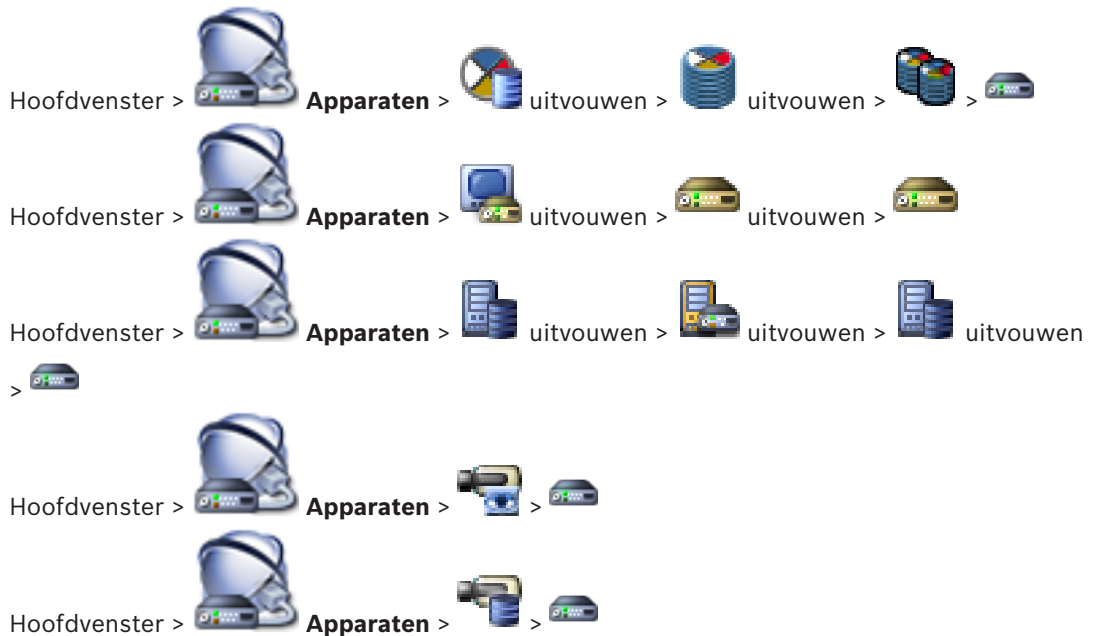 Hoofdvenster > Apparaten > uitvouwen > uitvouwen > >
Hoofdvenster > Apparaten > uitvouwen > uitvouwen >
Hoofdvenster > Apparaten > uitvouwen > uitvouwen > uitvouwen
>
Hoofdvenster > Apparaten > >
Hoofdvenster > Apparaten > >